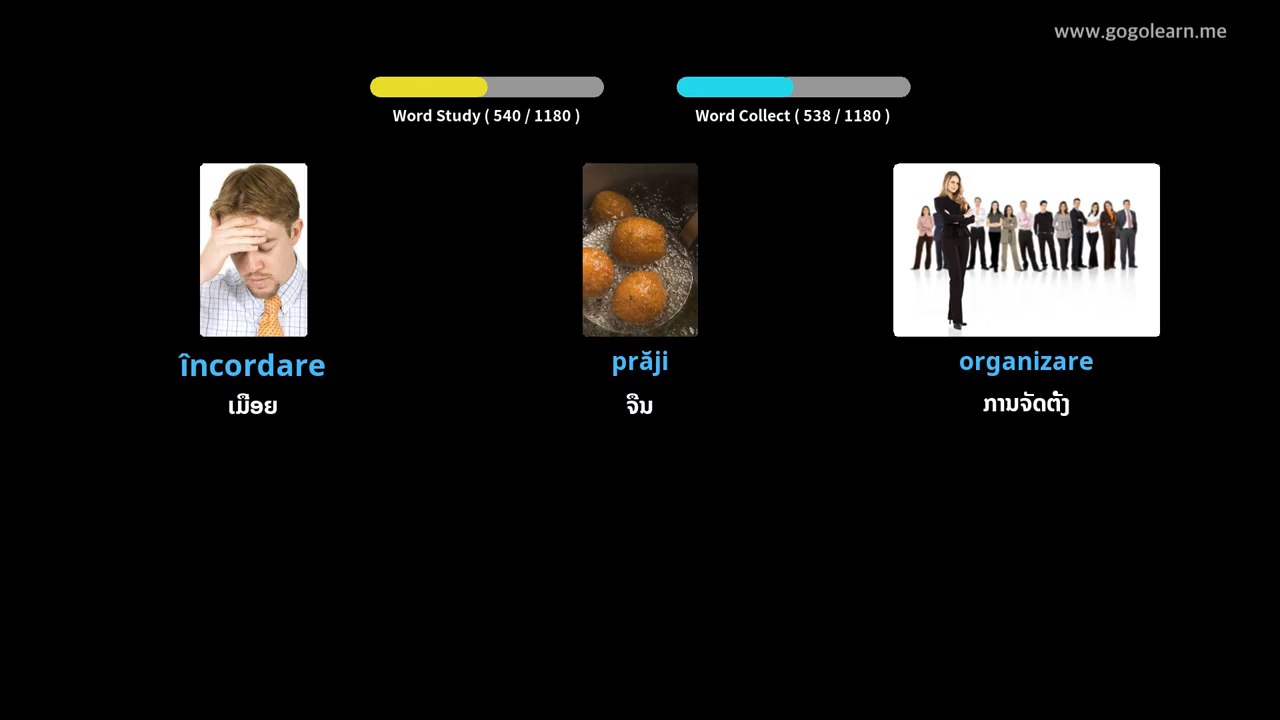 www.gogolearn.me
Word Study ( 540 / 1180 )
Word Collect ( 538 / 1180 )
încordare
prăji
organizare
ເມື່ອຍ
ຈືນ
ການຈັດຕັ້ງ